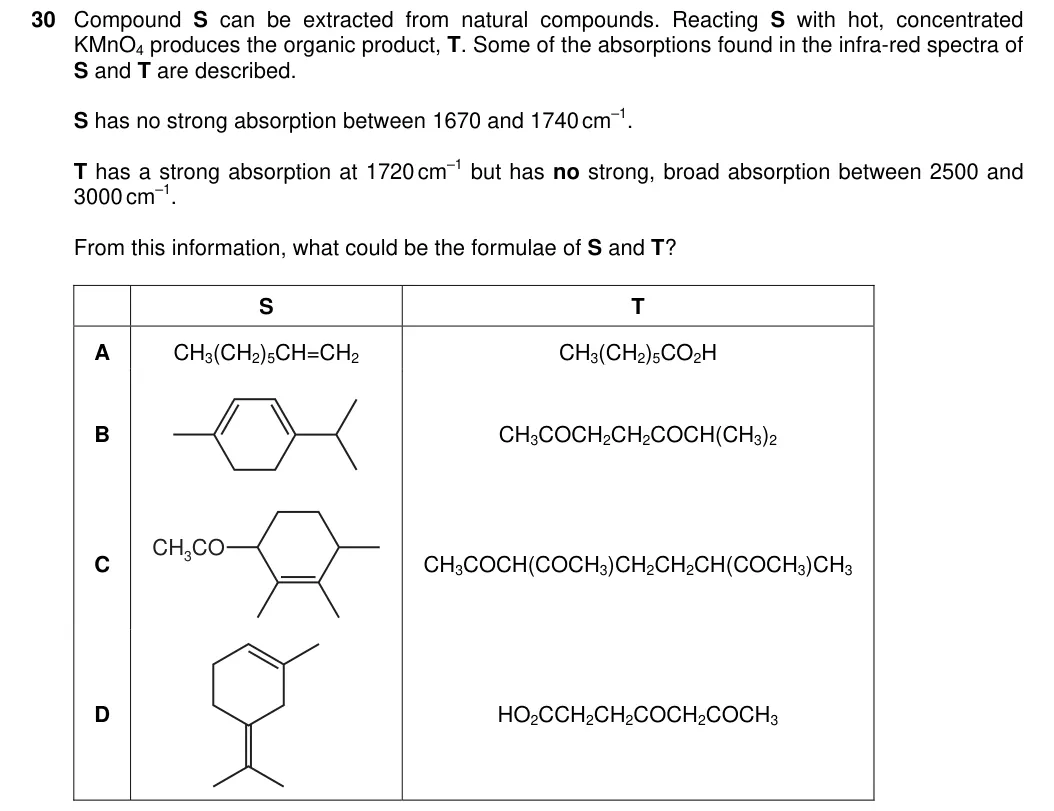 30 Compound S can be extracted from natural compounds. Reacting S with hot, concentrated
KMnO₄ produces the organic product, T. Some of the absorptions found in the infra-red spectra of
S and T are described.
S has no strong absorption between 1670 and 1740 cm⁻¹.
T has a strong absorption at 1720 cm⁻¹ but has no strong, broad absorption between 2500 and
3000 cm⁻¹.
From this information, what could be the formulae of S and T?
S T
A CH₃(CH₂)₅CH=CH₂ CH₃(CH₂)₅CO₂H
B CH₃COCH₂CH₂COCH(CH₃)₂
C CH₃CO CH₃COCH(COCH₃)CH₂CH₂CH(COCH₃)CH₃
D HO₂CCH₂CH₂COCH₂COCH₃